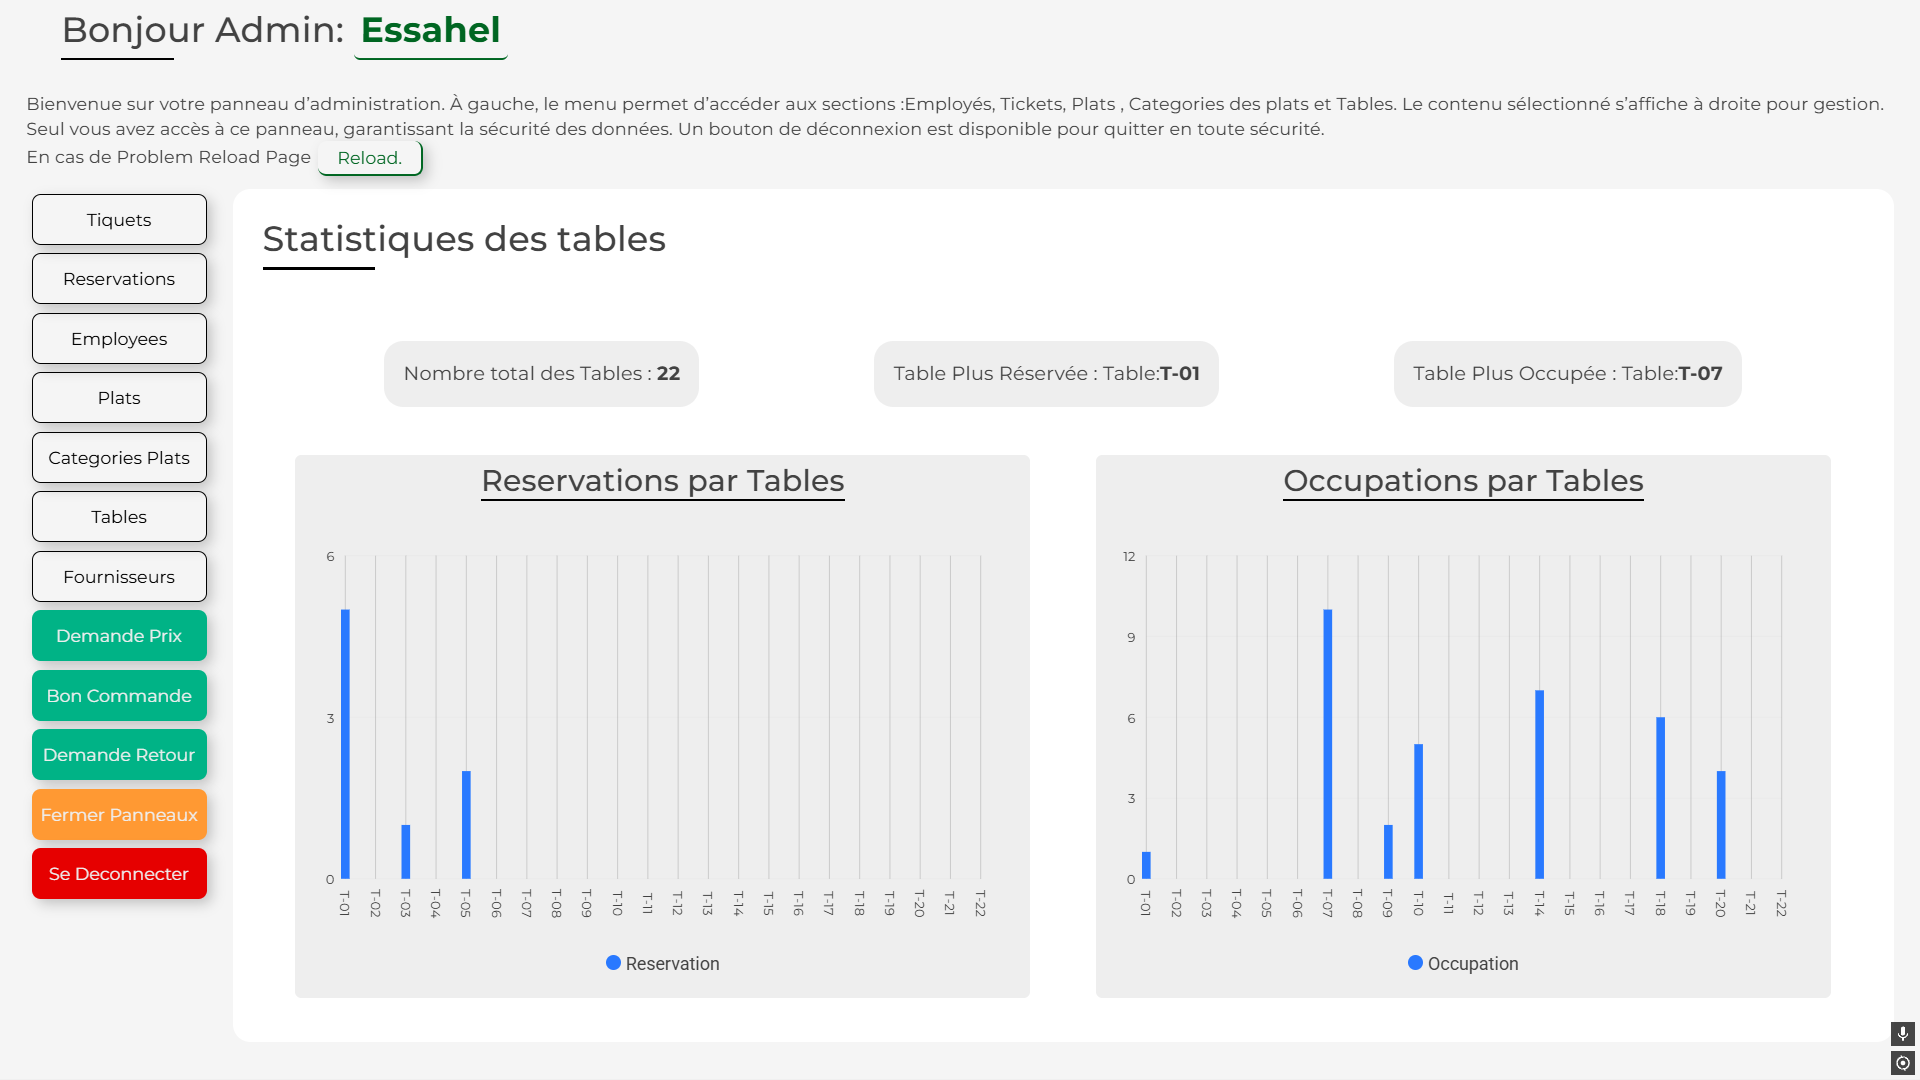 Bonjour Admin: Essahel
Bienvenue sur votre panneau d’administration. À gauche, le menu permet d’accéder aux sections :Employés, Tickets, Plats , Categories des plats et Tables. Le contenu sélectionné s’affiche à droite pour gestion.
Seul vous avez accès à ce panneau, garantissant la sécurité des données. Un bouton de déconnexion est disponible pour quitter en toute sécurité.
En cas de Problem Reload Page Reload.
Tiquets
Reservations
Employees
Plats
Categories Plats
Tables
Fournisseurs
Demande Prix
Bon Commande
Demande Retour
Fermer Panneaux
Se Deconnecter
Statistiques des tables
Nombre total des Tables : 22
Table Plus Réservée : Table:T-01
Table Plus Occupée : Table:T-07
Reservations par Tables
6
3
0
T-01 T-02 T-03 T-04 T-05 T-06 T-07 T-08 T-09 T-10 T-11 T-12 T-13 T-14 T-15 T-16 T-17 T-18 T-19 T-20 T-21 T-22
Reservation
Occupations par Tables
12
9
6
3
0
T-01 T-02 T-03 T-04 T-05 T-06 T-07 T-08 T-09 T-10 T-11 T-12 T-13 T-14 T-15 T-16 T-17 T-18 T-19 T-20 T-21 T-22
Occupation